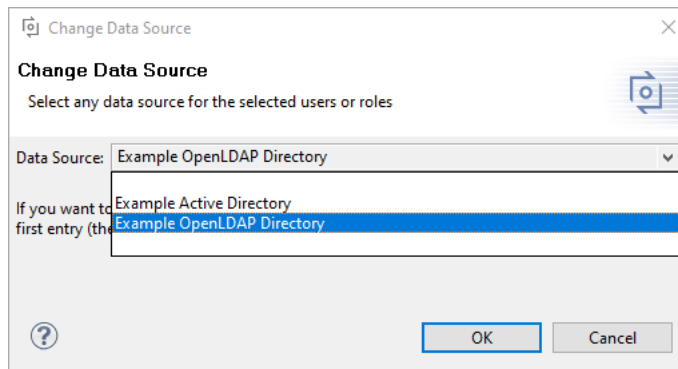 Change Data Source
Change Data Source
Select any data source for the selected users or roles
Data Source: Example OpenLDAP Directory
Example Active Directory
If you want to
Example OpenLDAP Directory
first entry (the
?
OK Cancel